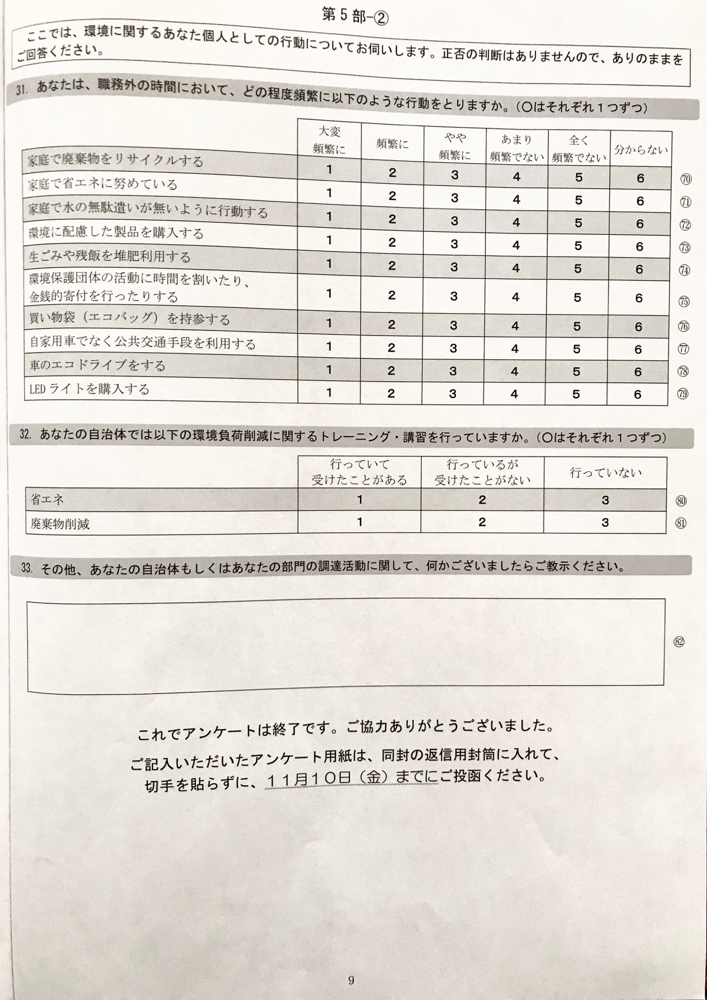 第5部-②
ここでは、環境に関するあなた個人としての行動についてお伺いします。正否の判断はありませんので、ありのままを
ご回答ください。
31. あなたは、職務外の時間において、どの程度頻繁に以下のような行動をとりますか。（〇はそれぞれ１つずつ）
大変 頻繁に 頻繁に やや 頻繁に あまり 頻繁でない 全く 頻繁でない 分からない
家庭で廃棄物をリサイクルする 1 2 3 4 5 6 ⑩⁠
家庭で省エネに努めている 1 2 3 4 5 6 71
家庭で水の無駄遣いが無いように行動する 1 2 3 4 5 6 72
環境に配慮した製品を購入する 1 2 3 4 5 6 73
生ごみや残飯を堆肥利用する 1 2 3 4 5 6 74
環境保護団体の活動に時間を割いたり、
金銭的寄付を行ったりする 1 2 3 4 5 6 75
買い物袋（エコバッグ）を持参する 1 2 3 4 5 6 76
自家用車でなく公共交通手段を利用する 1 2 3 4 5 6 77
車のエコドライブをする 1 2 3 4 5 6 78
LEDライトを購入する 1 2 3 4 5 6 79
32. あなたの自治体では以下の環境負荷削減に関するトレーニング・講習を行っていますか。（〇はそれぞれ１つずつ）
行っていて 受けたことがある 行っているが 受けたことがない 行っていない
省エネ 1 2 3 80
廃棄物削減 1 2 3 81
33. その他、あなたの自治体もしくはあなたの部門の調達活動に関して、何かございましたらご教示ください。
82
これでアンケートは終了です。ご協力ありがとうございました。
ご記入いただいたアンケート用紙は、同封の返信用封筒に入れて、
切手を貼らずに、１１月１０日（金）までにご投函ください。
9